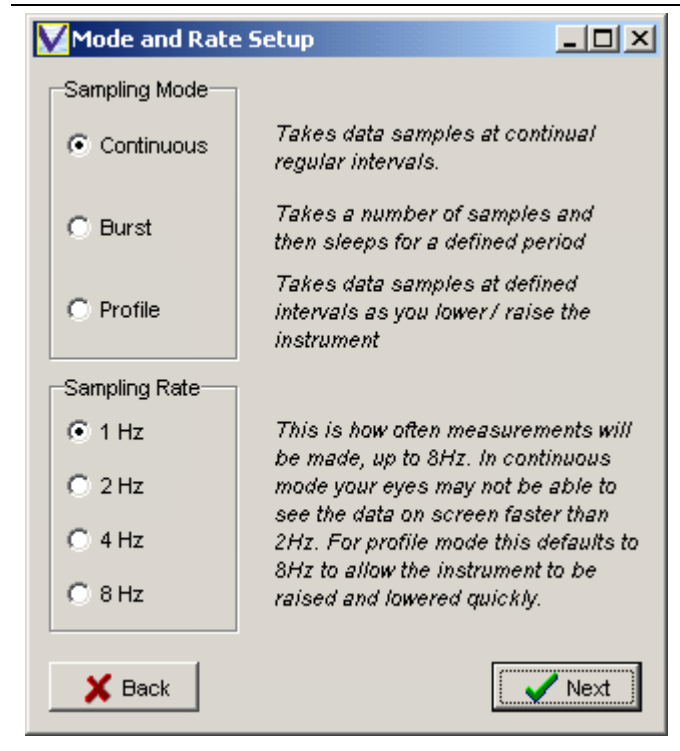 Mode and Rate Setup
Sampling Mode
Continuous
Takes data samples at continual
regular intervals.
Burst
Takes a number of samples and
then sleeps for a defined period
Profile
Takes data samples at defined
intervals as you lower / raise the
instrument
Sampling Rate
1 Hz
2 Hz
4 Hz
8 Hz
This is how often measurements will
be made, up to 8Hz. In continuous
mode your eyes may not be able to
see the data on screen faster than
2Hz. For profile mode this defaults to
8Hz to allow the instrument to be
raised and lowered quickly.
Back
Next